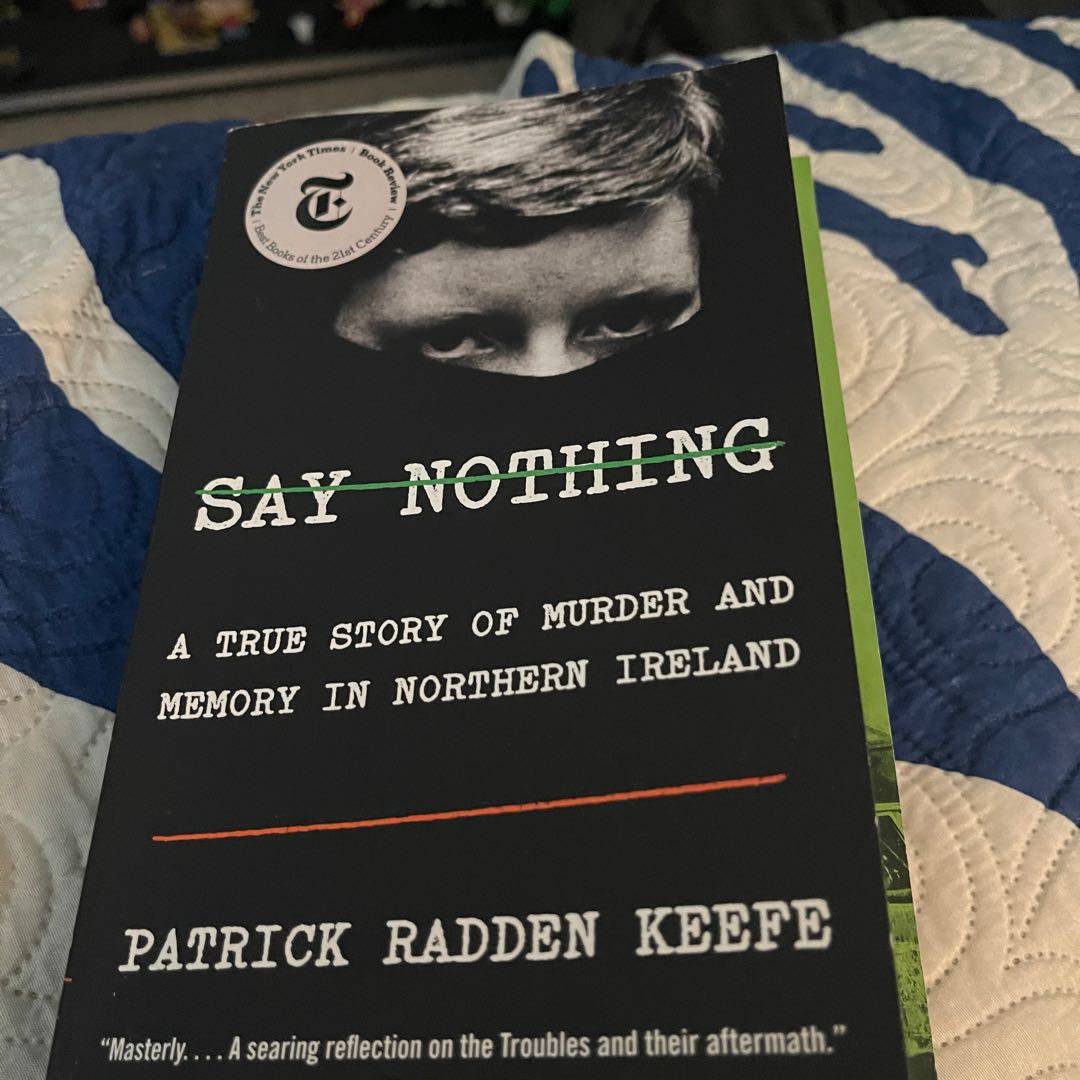 The New York Times | Book Review
T
Best Books of the 21st Century
SAY NOTHING
A TRUE STORY OF MURDER AND
MEMORY IN NORTHERN IRELAND
PATRICK RADDEN KEEFE
“Masterly. . . . A searing reflection on the Troubles and their aftermath.”